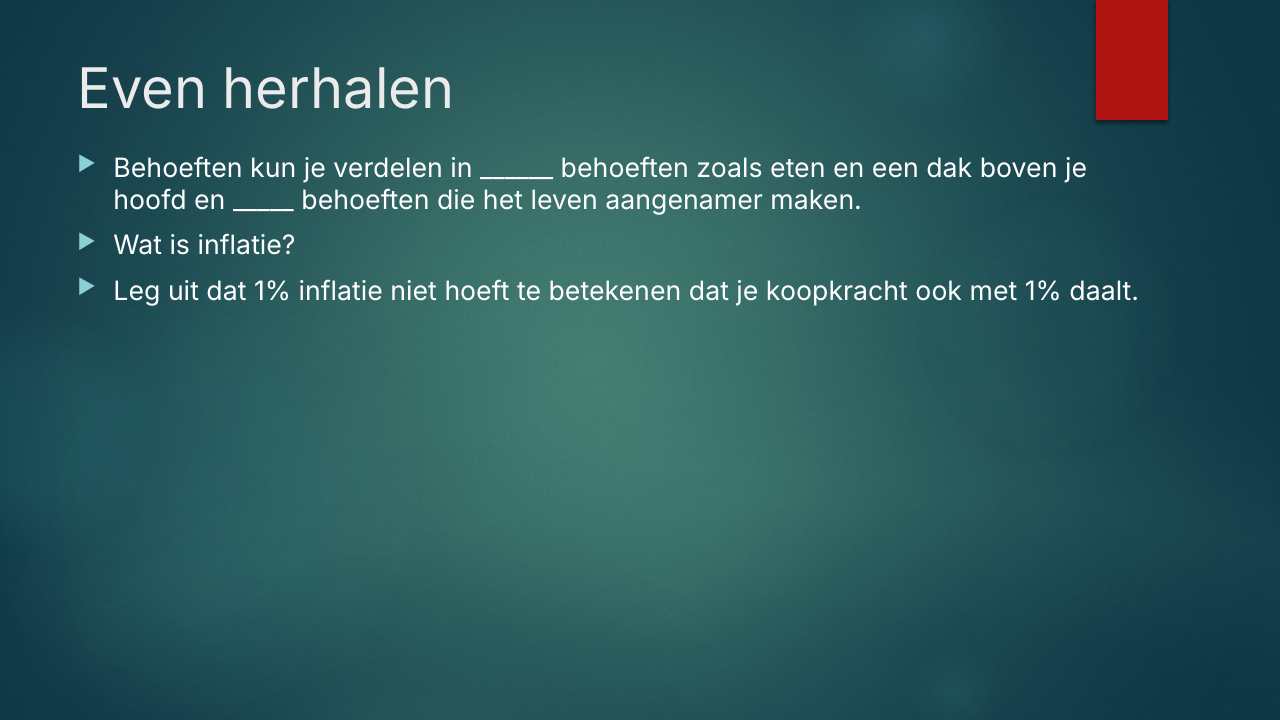 Even herhalen
Behoeften kun je verdelen in ______ behoeften zoals eten en een dak boven je
hoofd en _____ behoeften die het leven aangenamer maken.
Wat is inflatie?
Leg uit dat 1% inflatie niet hoeft te betekenen dat je koopkracht ook met 1% daalt.